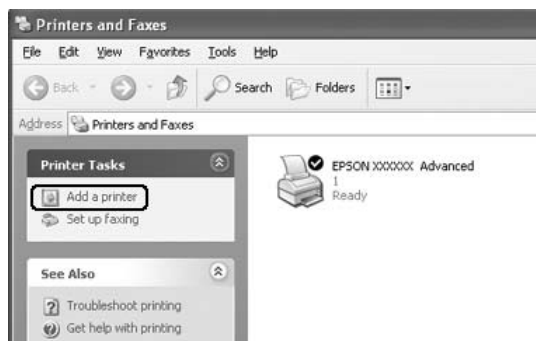 Printers and Faxes
File Edit View Favorites Tools Help
Back Search Folders
Address Printers and Faxes
Printer Tasks
Add a printer
Set up faxing
See Also
Troubleshoot printing
Get help with printing
EPSON XXXXXX Advanced
1
Ready